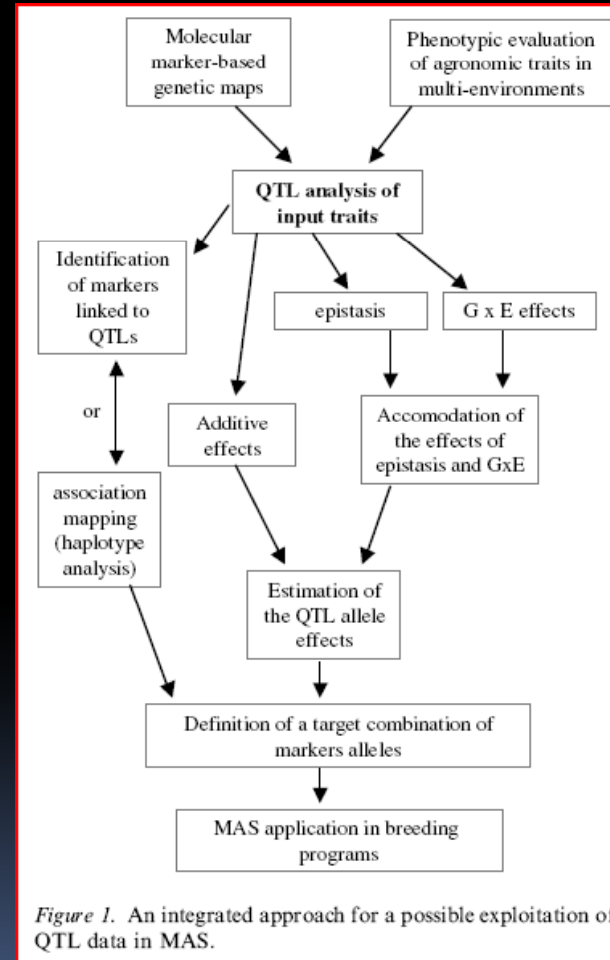 Molecular
marker-based
genetic maps
Phenotypic evaluation
of agronomic traits in
multi-environments
QTL analysis of
input traits
Identification
of markers
linked to
QTLs
epistasis
G x E effects
or
Additive
effects
Accomodation of
the effects of
epistasis and GxE
association
mapping
(haplotype
analysis)
Estimation of
the QTL allele
effects
Definition of a target combination of
markers alleles
MAS application in breeding
programs
Figure 1. An integrated approach for a possible exploitation of
QTL data in MAS.